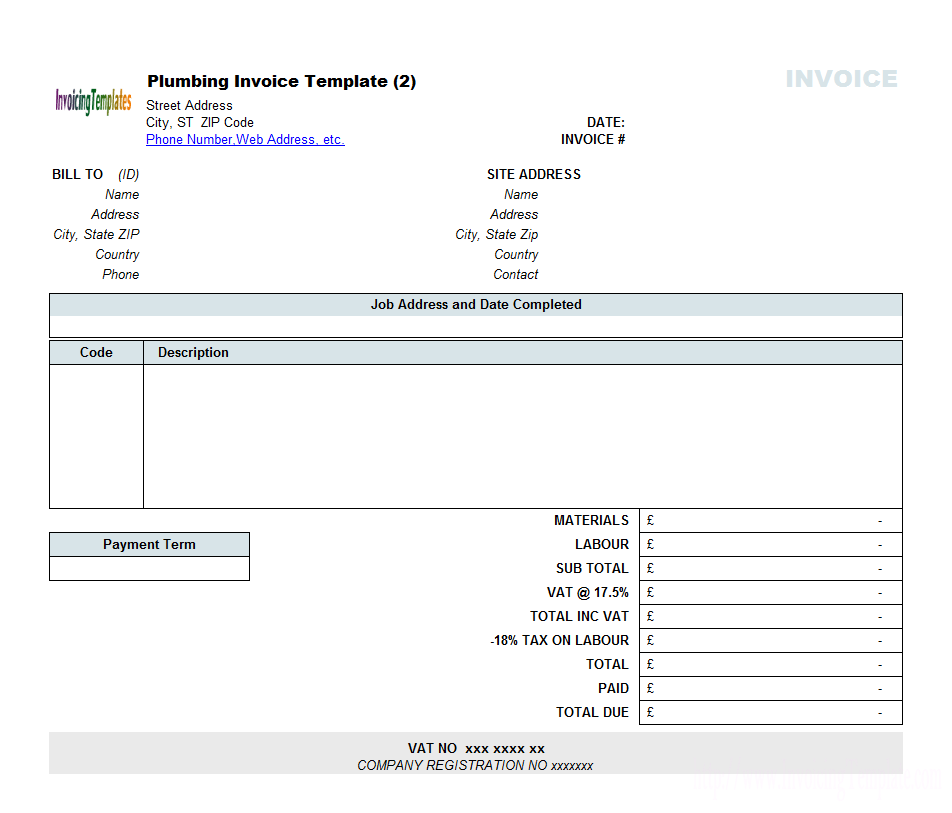 Plumbing Invoice Template (2)
INVOICE
InvoicingTemplates
Street Address
City, ST  ZIP Code
DATE:
Phone Number,Web Address, etc.
INVOICE #
BILL TO (ID)
SITE ADDRESS
Name
Name
Address
Address
City, State ZIP
City, State Zip
Country
Country
Phone
Contact
Job Address and Date Completed
Code Description
MATERIALS £ -
Payment Term
LABOUR £ -
SUB TOTAL £ -
VAT @ 17.5% £ -
TOTAL INC VAT £ -
-18% TAX ON LABOUR £ -
TOTAL £ -
PAID £ -
TOTAL DUE £ -
VAT NO  xxx xxxx xx
COMPANY REGISTRATION NO xxxxxxx